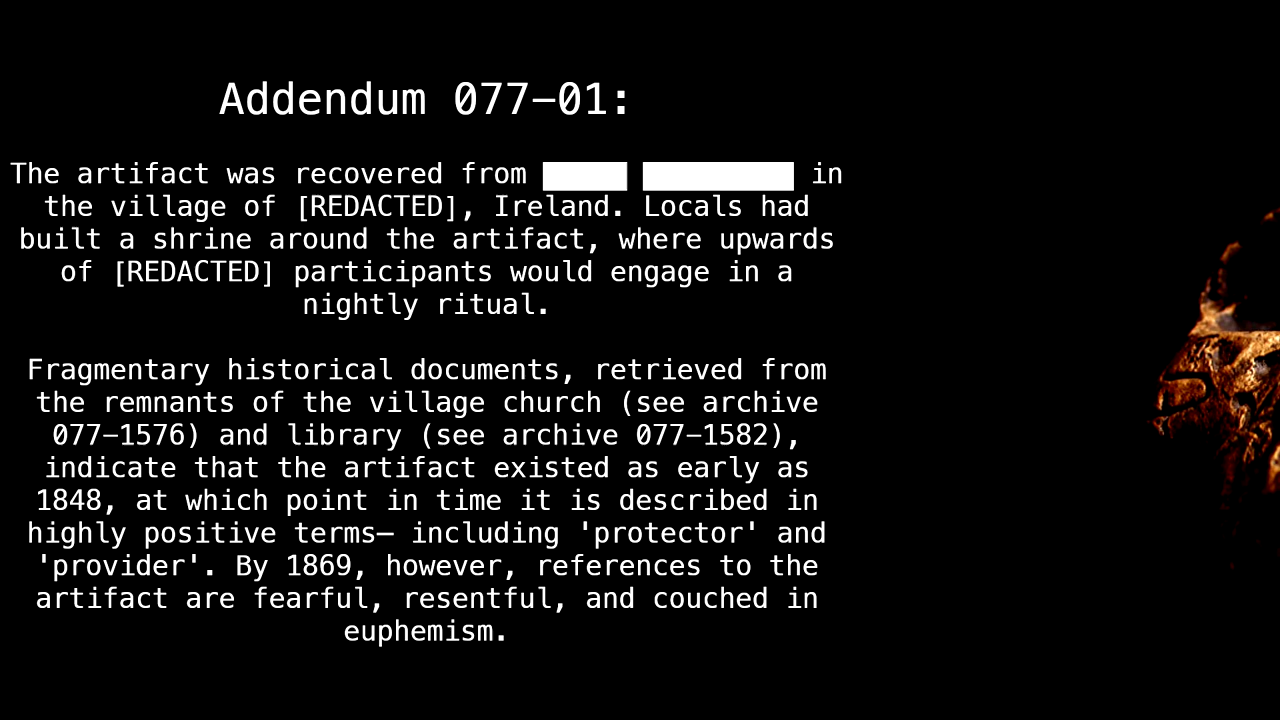 Addendum 077-01:
The artifact was recovered from █████ █████████ in
the village of [REDACTED], Ireland. Locals had
built a shrine around the artifact, where upwards
of [REDACTED] participants would engage in a
nightly ritual.
Fragmentary historical documents, retrieved from
the remnants of the village church (see archive
077-1576) and library (see archive 077-1582),
indicate that the artifact existed as early as
1848, at which point in time it is described in
highly positive terms— including 'protector' and
'provider'. By 1869, however, references to the
artifact are fearful, resentful, and couched in
euphemism.